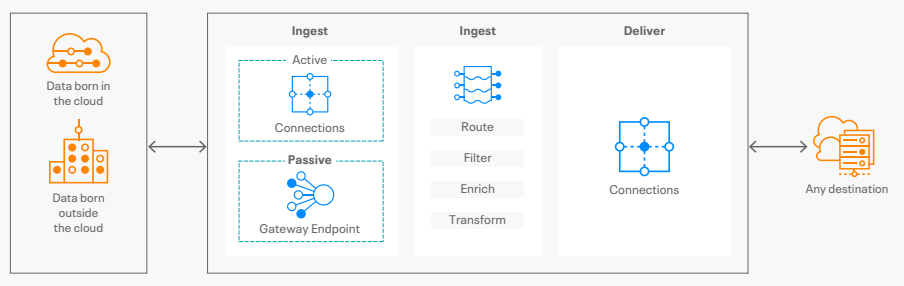 Data born in
the cloud
Data born
outside
the cloud
Ingest
Active
Connections
Passive
Gateway Endpoint
Ingest
Route
Filter
Enrich
Transform
Deliver
Connections
Any destination